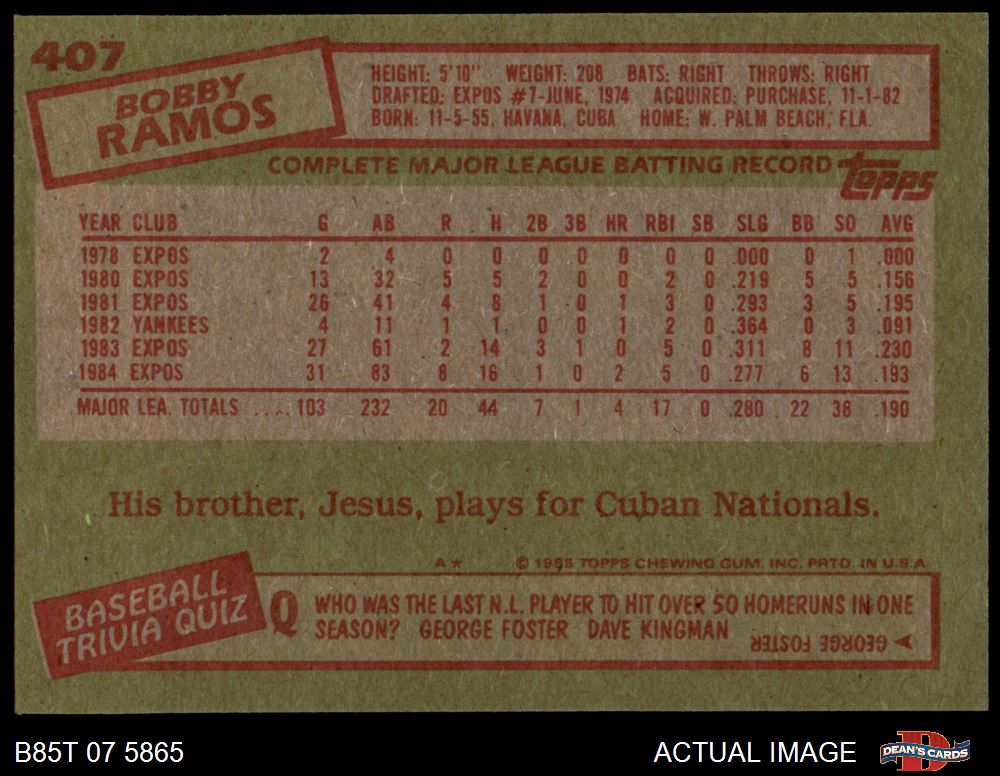 407
BOBBY
RAMOS
HEIGHT: 5'10" WEIGHT: 208 BATS: RIGHT THROWS: RIGHT
DRAFTED: EXPOS #7-JUNE, 1974 ACQUIRED: PURCHASE, 11-1-82
BORN: 11-5-55, HAVANA, CUBA HOME: W. PALM BEACH, FLA.
COMPLETE MAJOR LEAGUE BATTING RECORD
topps
YEAR CLUB G AB R H 2B 3B HR RBI SB SLG BB SO AVG
1978 EXPOS 2 4 0 0 0 0 0 0 0 .000 0 1 .000
1980 EXPOS 13 32 5 5 2 0 0 2 0 .219 5 5 .156
1981 EXPOS 26 41 4 8 1 0 1 3 0 .293 3 5 .195
1982 YANKEES 4 11 1 1 0 0 1 2 0 .364 0 3 .091
1983 EXPOS 27 61 2 14 3 1 0 5 0 .311 8 11 .230
1984 EXPOS 31 83 8 16 1 0 2 5 0 .277 6 13 .193
MAJOR LEA. TOTALS .... 103 232 20 44 7 1 4 17 0 .280 22 38 .190
His brother, Jesus, plays for Cuban Nationals.
A* © 1985 TOPPS CHEWING GUM, INC. PRTD. IN U.S.A
BASEBALL
TRIVIA QUIZ
Q WHO WAS THE LAST N.L. PLAYER TO HIT OVER 50 HOMERUNS IN ONE
SEASON? GEORGE FOSTER DAVE KINGMAN
GEORGE FOSTER
B85T 07 5865
ACTUAL IMAGE
D
DEAN'S CARDS